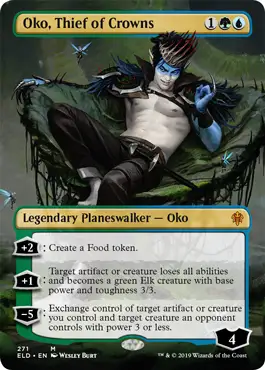 Oko, Thief of Crowns 1
Legendary Planeswalker — Oko
+2 : Create a Food token.
Target artifact or creature loses all abilities
+1 : and becomes a green Elk creature with base
power and toughness 3/3.
Exchange control of target artifact or creature
−5 : you control and target creature an opponent
controls with power 3 or less.
4
271 M
ELD • EN Wesley Burt ™ & © 2019 Wizards of the Coast